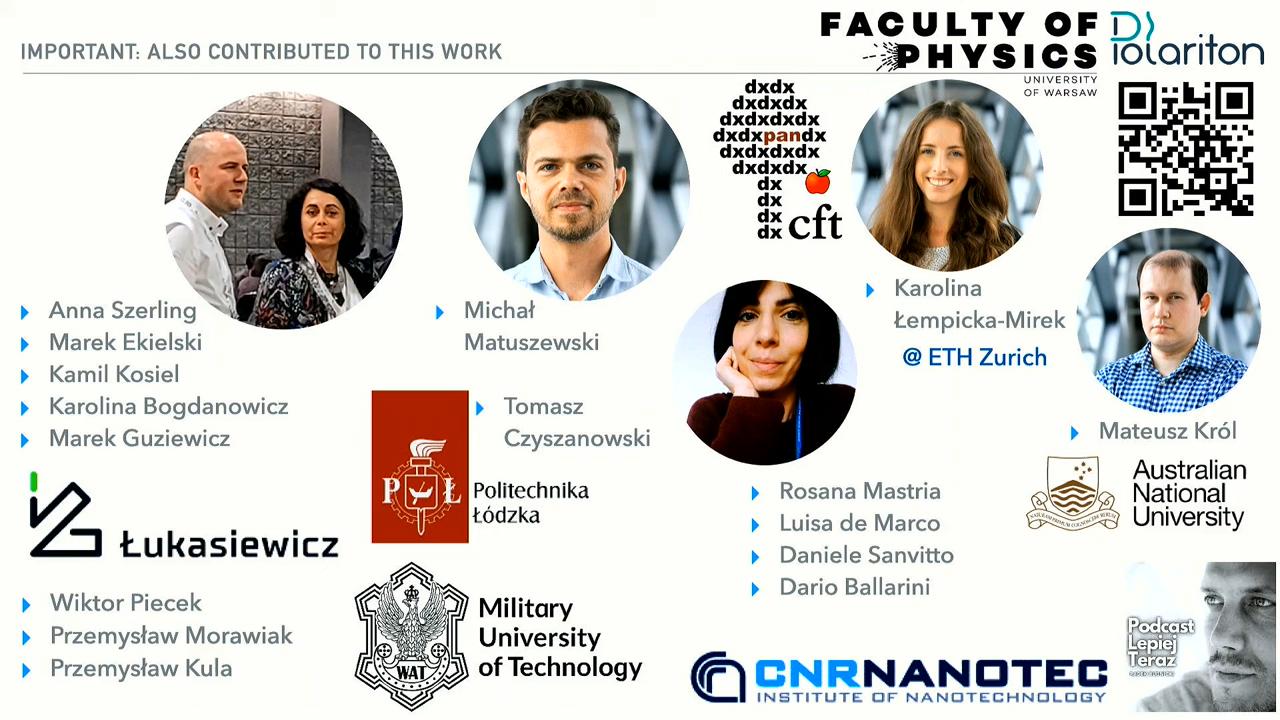 IMPORTANT: ALSO CONTRIBUTED TO THIS WORK
FACULTY OF
PHYSICS
UNIVERSITY
OF WARSAW
Polariton
dxdx
dxdxdx
dxdxdxdx
dxdxpandx
dxdxdxdx
dxdxdx
dx
dx
dx
dx
cft
Anna Szerling
Marek Ekielski
Kamil Kosiel
Karolina Bogdanowicz
Marek Guziewicz
Łukasiewicz
Michał
Matuszewski
Tomasz
Czyszanowski
P Ł
Politechnika
Łódzka
Karolina
Łempicka-Mirek
@ ETH Zurich
Mateusz Król
Australian
National
University
Rosana Mastria
Luisa de Marco
Daniele Sanvitto
Dario Ballarini
Wiktor Piecek
Przemysław Morawiak
Przemysław Kula
WAT
Military
University
of Technology
CNRNANOTEC
INSTITUTE OF NANOTECHNOLOGY
Podcast
Lepiej
Teraz